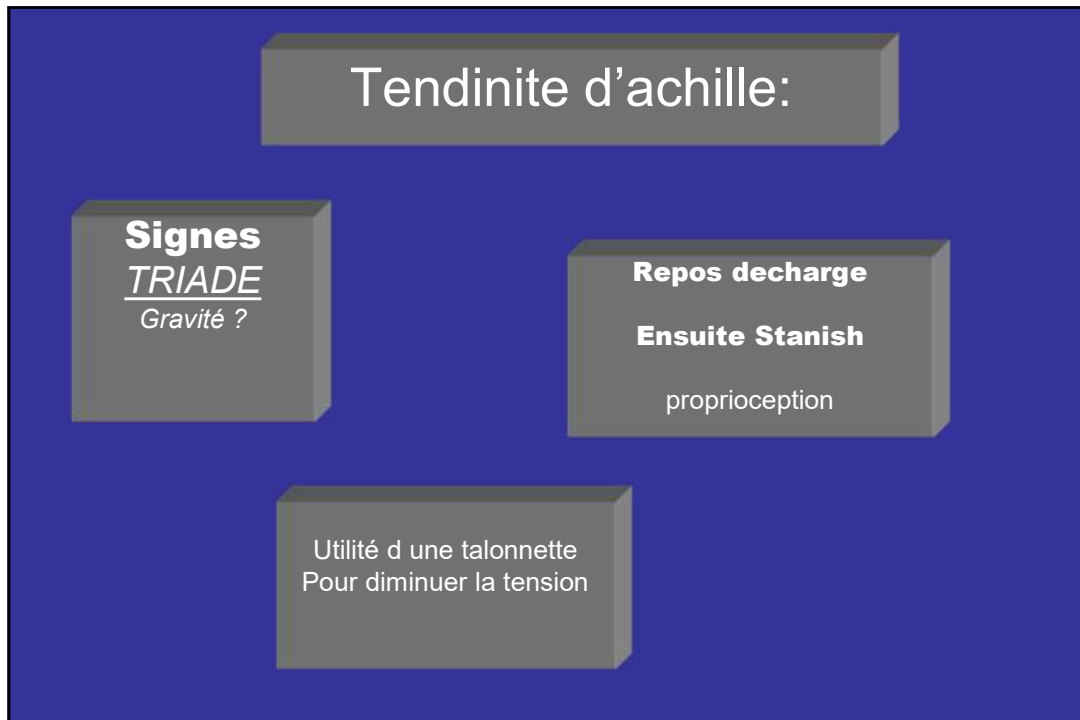 Tendinite d’achille:
Signes
TRIADE
Gravité ?
Repos decharge
Ensuite Stanish
proprioception
Utilité d une talonnette
Pour diminuer la tension